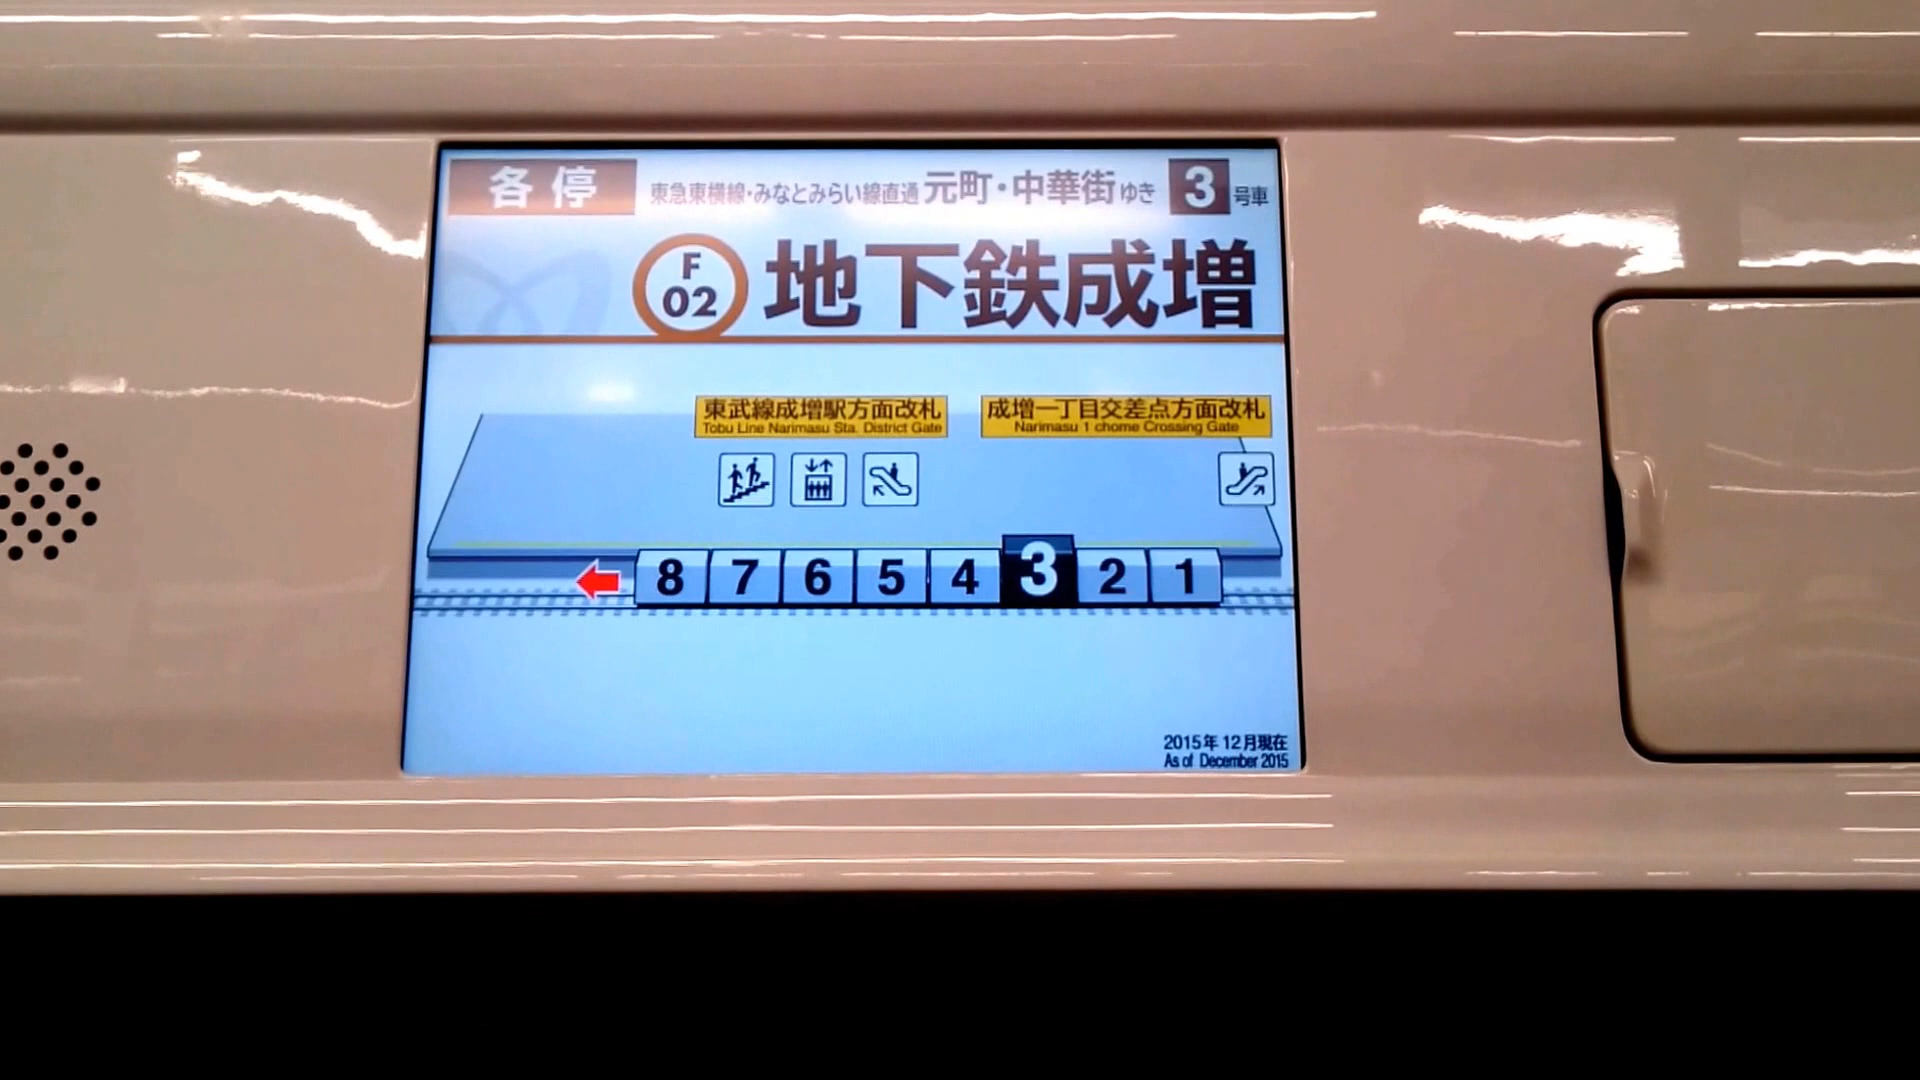 各停 東急東横線・みなとみらい線直通 元町・中華街ゆき 3号車
F 02 地下鉄成増
東武線成増駅方面改札
Tobu Line Narimasu Sta. District Gate
成増一丁目交差点方面改札
Narimasu 1 chome Crossing Gate
8 7 6 5 4 3 2 1
2015年12月現在
As of December 2015